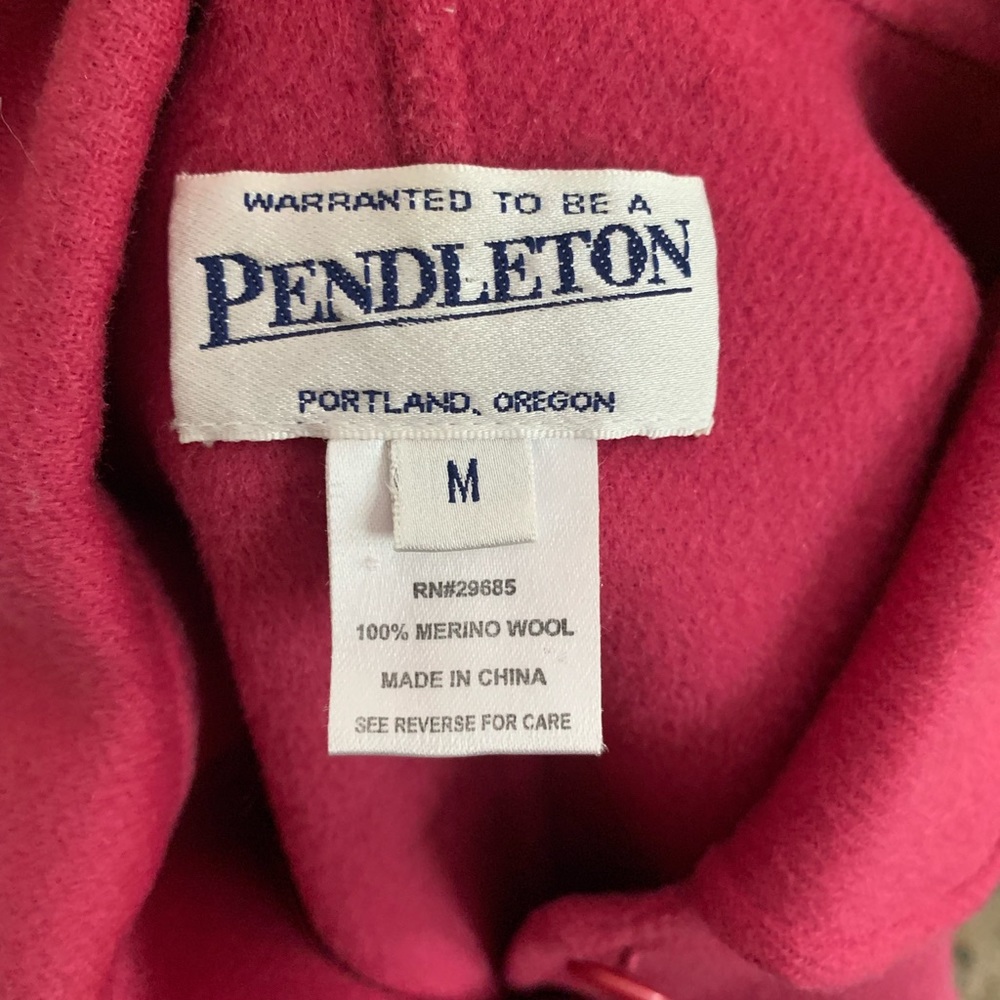 WARRANTED TO BE A
PENDLETON
PORTLAND, OREGON
M
RN#29685
100% MERINO WOOL
MADE IN CHINA
SEE REVERSE FOR CARE